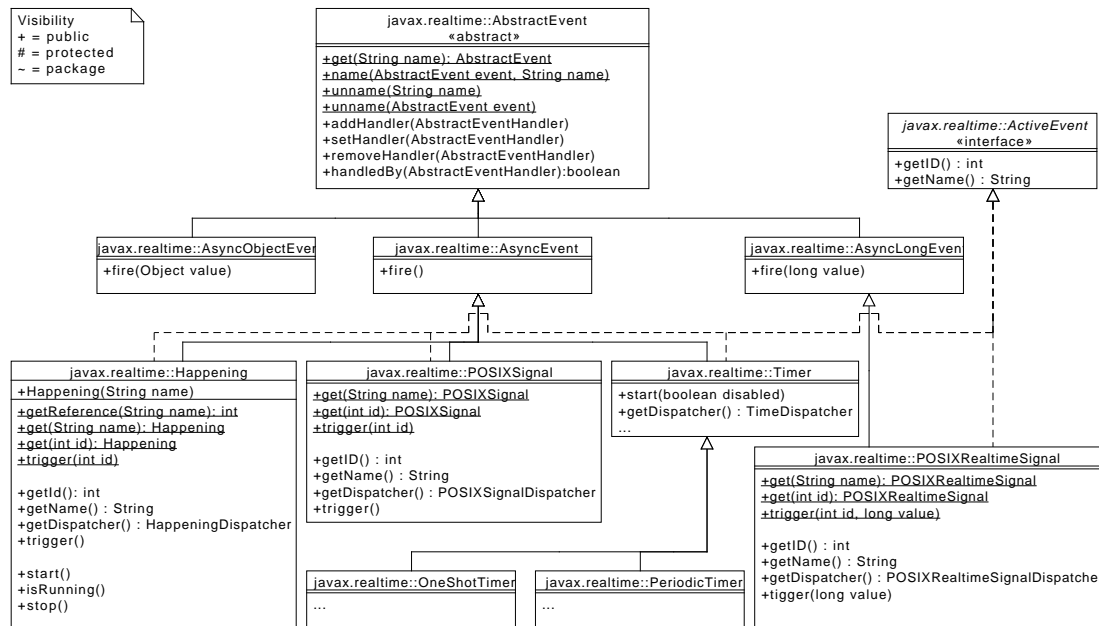 Visibility
+ = public
# = protected
~ = package
javax.realtime::AbstractEvent
«abstract»
+get(String name): AbstractEvent
+name(AbstractEvent event, String name)
+unname(String name)
+unname(AbstractEvent event)
+addHandler(AbstractEventHandler)
+setHandler(AbstractEventHandler)
+removeHandler(AbstractEventHandler)
+handledBy(AbstractEventHandler):boolean
javax.realtime::ActiveEvent
«interface»
+getID() : int
+getName() : String
javax.realtime::AsyncObjectEven
+fire(Object value)
javax.realtime::AsyncEvent
+fire()
javax.realtime::AsyncLongEvent
+fire(long value)
javax.realtime::Happening
+Happening(String name)
+getReference(String name): int
+get(String name): Happening
+get(int id): Happening
+trigger(int id)
+getId(): int
+getName() : String
+getDispatcher() : HappeningDispatcher
+trigger()
+start()
+isRunning()
+stop()
javax.realtime::POSIXSignal
+get(String name): POSIXSignal
+get(int id): POSIXSignal
+trigger(int id)
+getID() : int
+getName() : String
+getDispatcher() : POSIXSignalDispatcher
+trigger()
javax.realtime::Timer
+start(boolean disabled)
+getDispatcher() : TimeDispatcher
...
javax.realtime::POSIXRealtimeSignal
+get(String name): POSIXRealtimeSignal
+get(int id): POSIXRealtimeSignal
+trigger(int id, long value)
+getID() : int
+getName() : String
+getDispatcher() : POSIXRealtimeSignalDispatcher
+tigger(long value)
javax.realtime::OneShotTimer
...
javax.realtime::PeriodicTimer
...